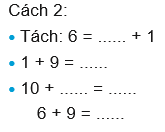 Cách 2:
• Tách: 6 = ...... + 1
• 1 + 9 = ......
• 10 + ...... = ......
6 + 9 = ......